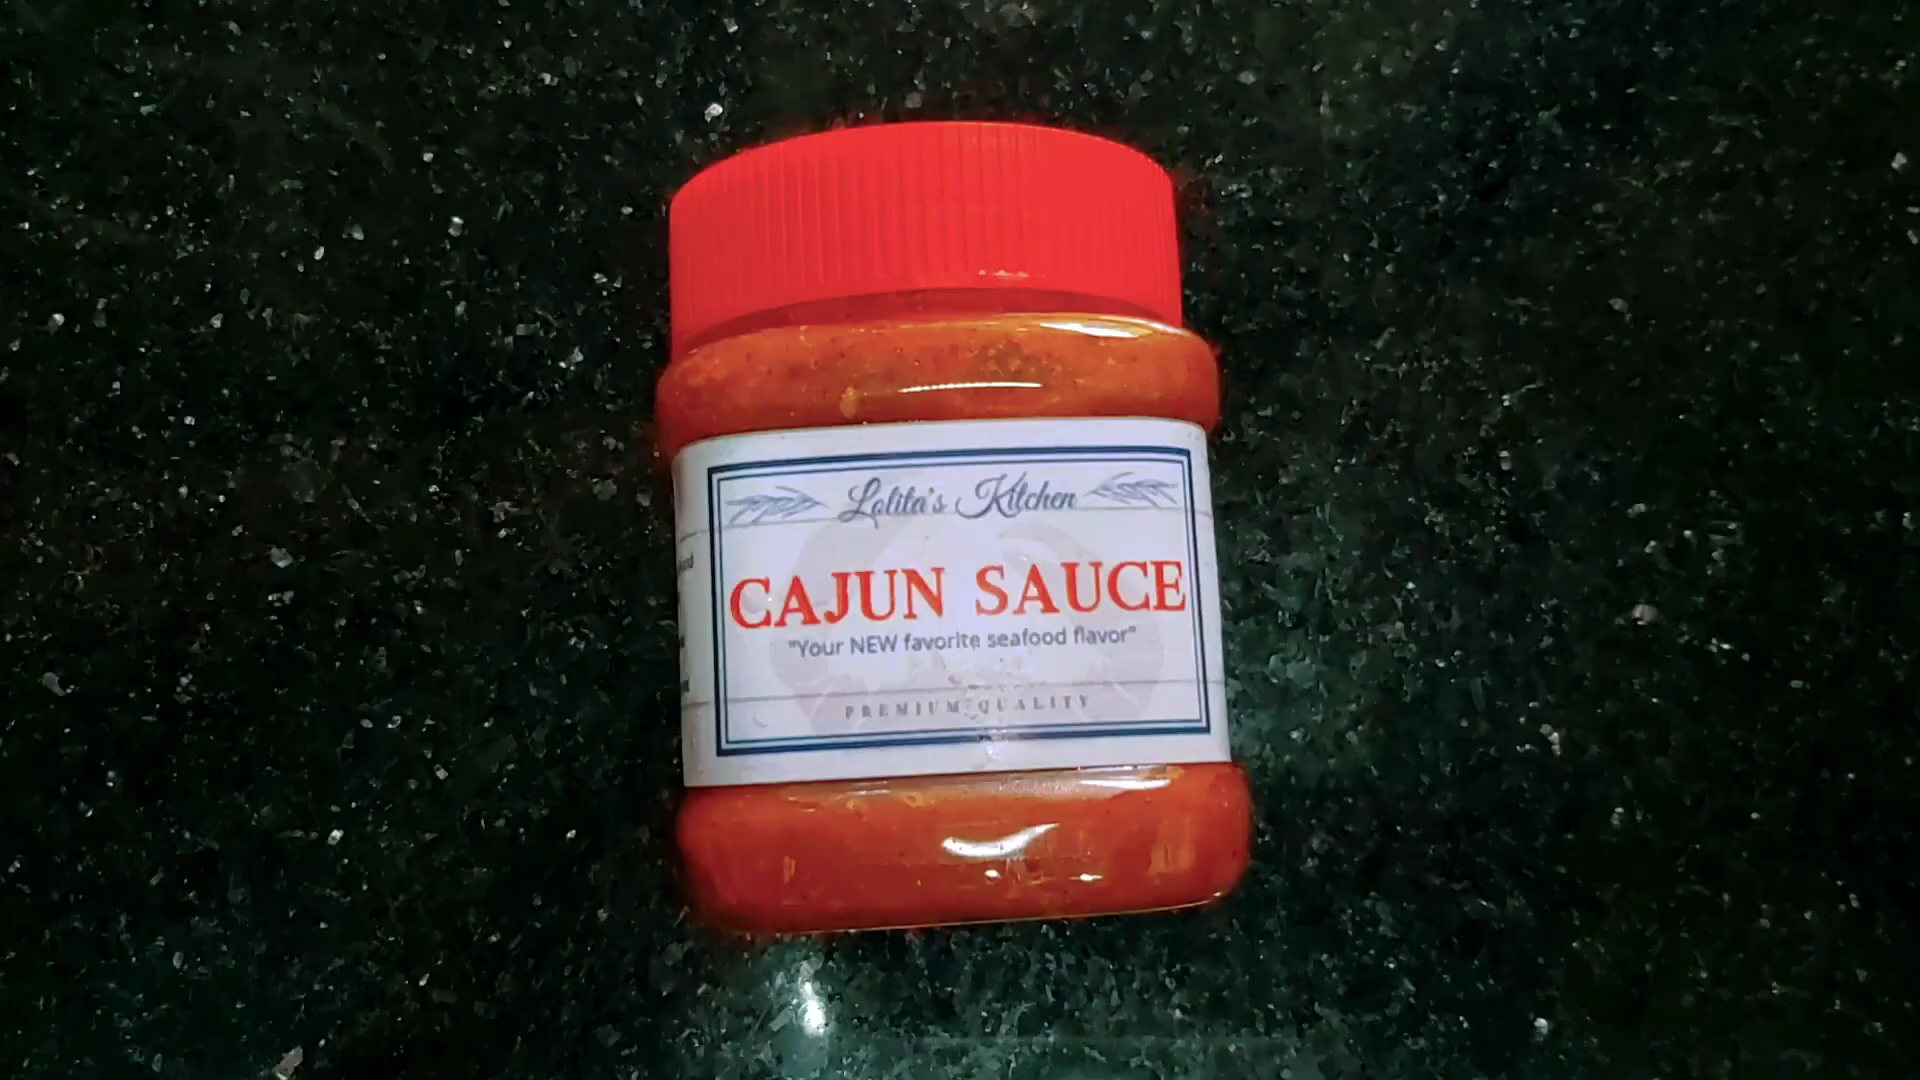 Lolita's Kitchen
CAJUN SAUCE
"Your NEW favorite seafood flavor"
PREMIUM QUALITY